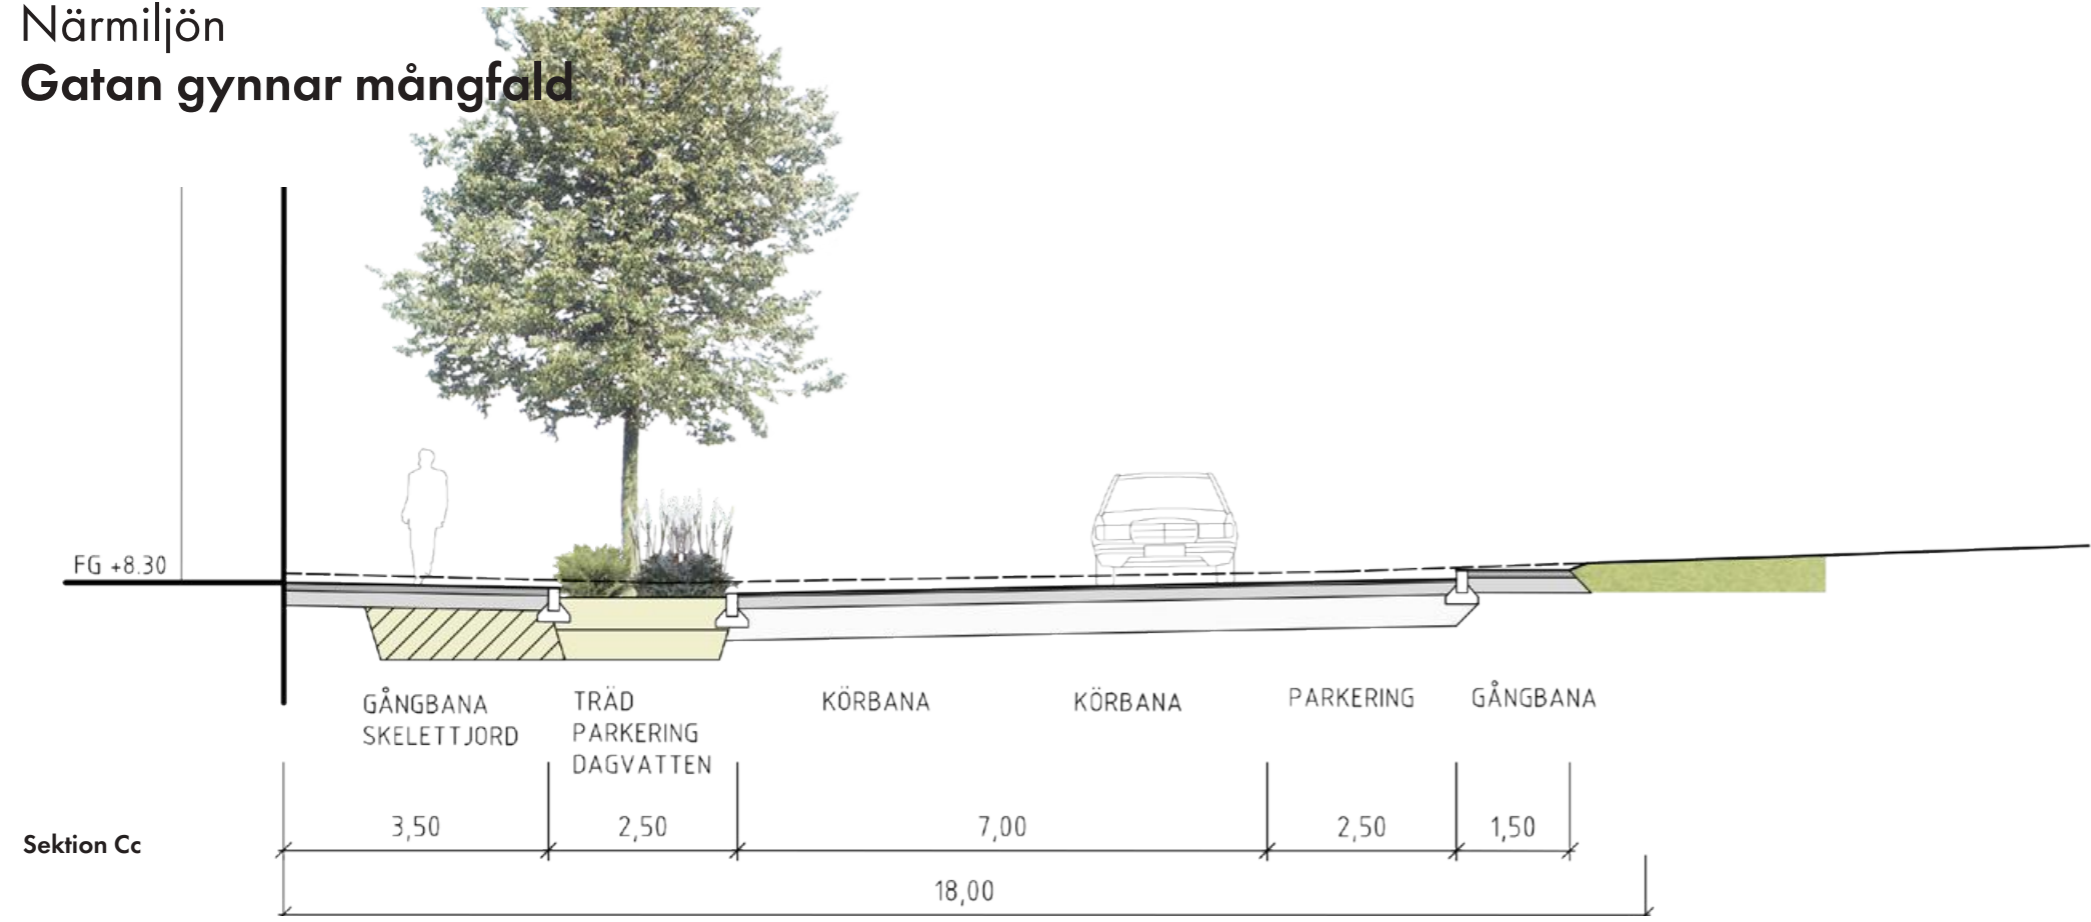 Närmiljön
Gatan gynnar mångfald
FG +8.30
GÅNGBANA
SKELETTJORD
TRÄD
PARKERING
DAGVATTEN
KÖRBANA
KÖRBANA
PARKERING
GÅNGBANA
3,50
2,50
7,00
2,50
1,50
Sektion Cc
18,00